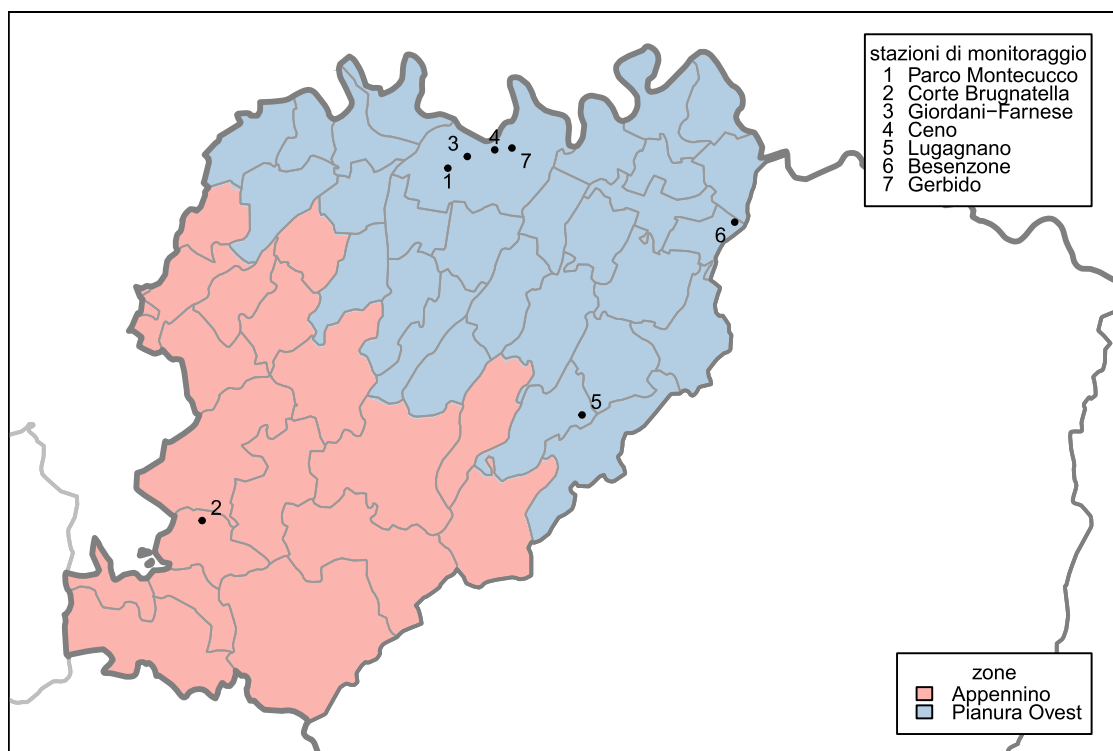 stazioni di monitoraggio
1 Parco Montecucco
2 Corte Brugnatella
3 Giordani−Farnese
4 Ceno
5 Lugagnano
6 Besenzone
7 Gerbido
4
3
7
1
6
5
2
zone
Appennino
Pianura Ovest